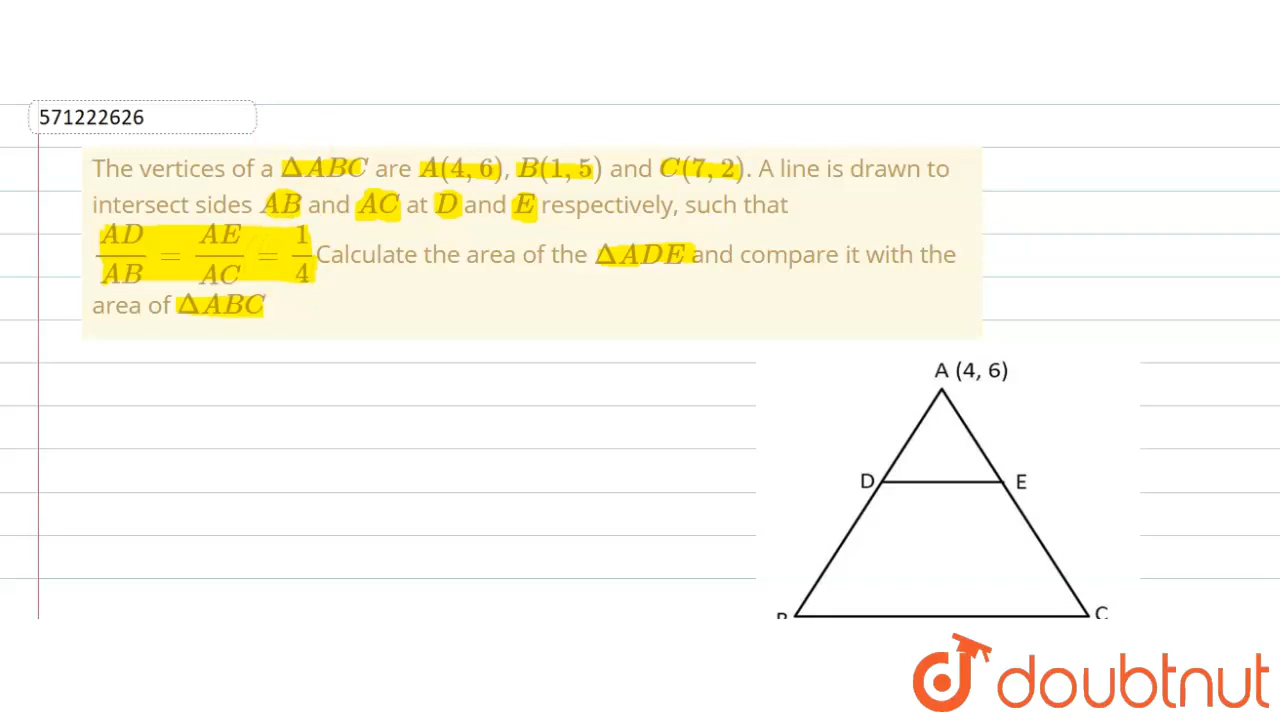 571222626
The vertices of a ΔABC are A(4, 6), B(1, 5) and C(7, 2). A line is drawn to
intersect sides AB and AC at D and E respectively, such that
AD/AB = AE/AC = 1/4 Calculate the area of the ΔADE and compare it with the
area of ΔABC
A (4, 6)
D E
B C
doubtnut